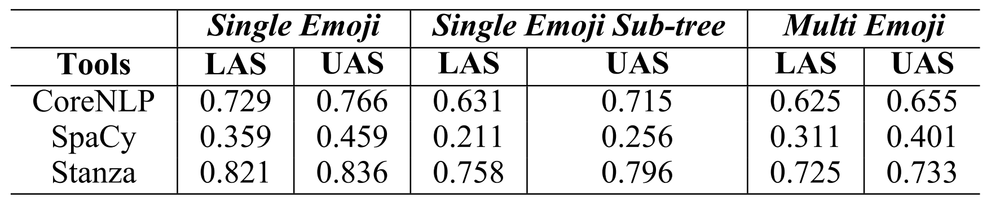 Single Emoji Single Emoji Sub-tree Multi Emoji
Tools LAS UAS LAS UAS LAS UAS
CoreNLP 0.729 0.766 0.631 0.715 0.625 0.655
SpaCy 0.359 0.459 0.211 0.256 0.311 0.401
Stanza 0.821 0.836 0.758 0.796 0.725 0.733